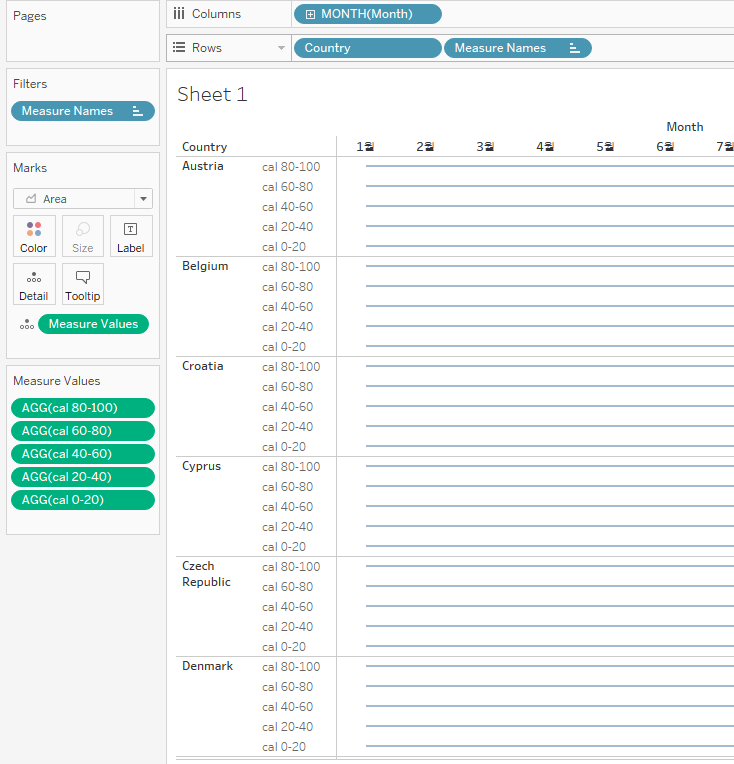 Pages
Columns
MONTH(Month)
Rows
Country
Measure Names
Filters
Measure Names
Marks
Area
Color
Size
Label
Detail
Tooltip
Measure Values
Measure Values
AGG(cal 80-100)
AGG(cal 60-80)
AGG(cal 40-60)
AGG(cal 20-40)
AGG(cal 0-20)
Sheet 1
Month
Country
1월 2월 3월 4월 5월 6월 7월
Austria
cal 80-100
cal 60-80
cal 40-60
cal 20-40
cal 0-20
Belgium
cal 80-100
cal 60-80
cal 40-60
cal 20-40
cal 0-20
Croatia
cal 80-100
cal 60-80
cal 40-60
cal 20-40
cal 0-20
Cyprus
cal 80-100
cal 60-80
cal 40-60
cal 20-40
cal 0-20
Czech
Republic
cal 80-100
cal 60-80
cal 40-60
cal 20-40
cal 0-20
Denmark
cal 80-100
cal 60-80
cal 40-60
cal 20-40
cal 0-20